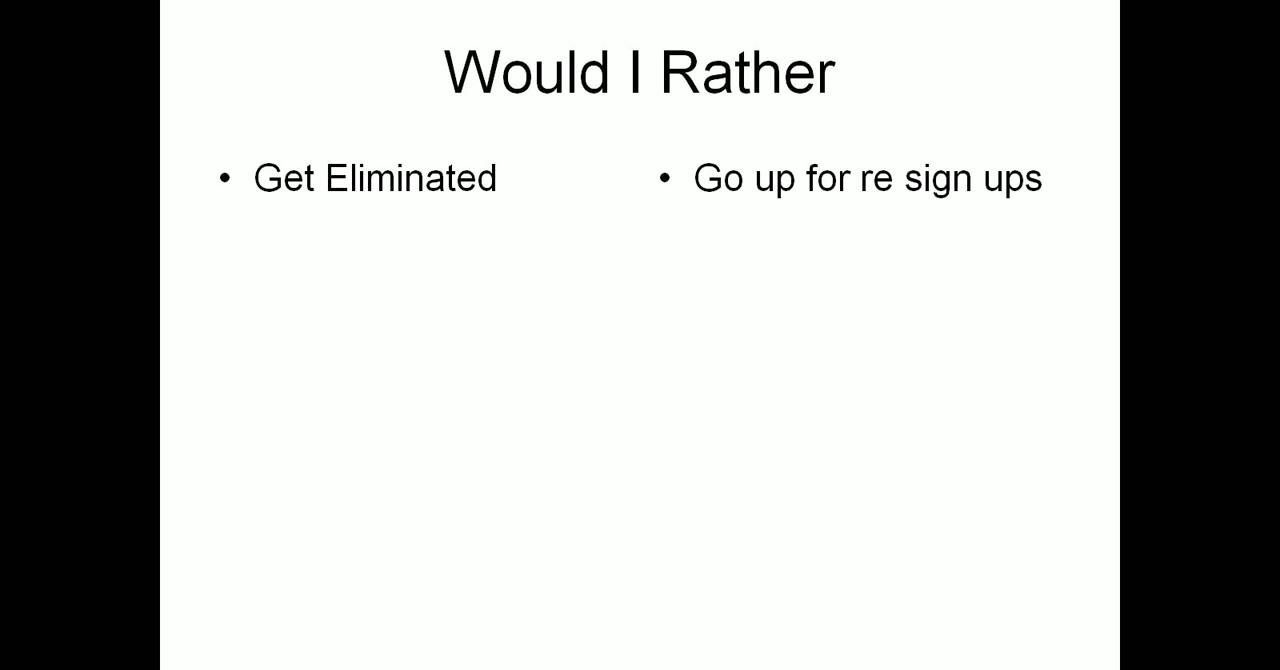 Would I Rather
• Get Eliminated
• Go up for re sign ups